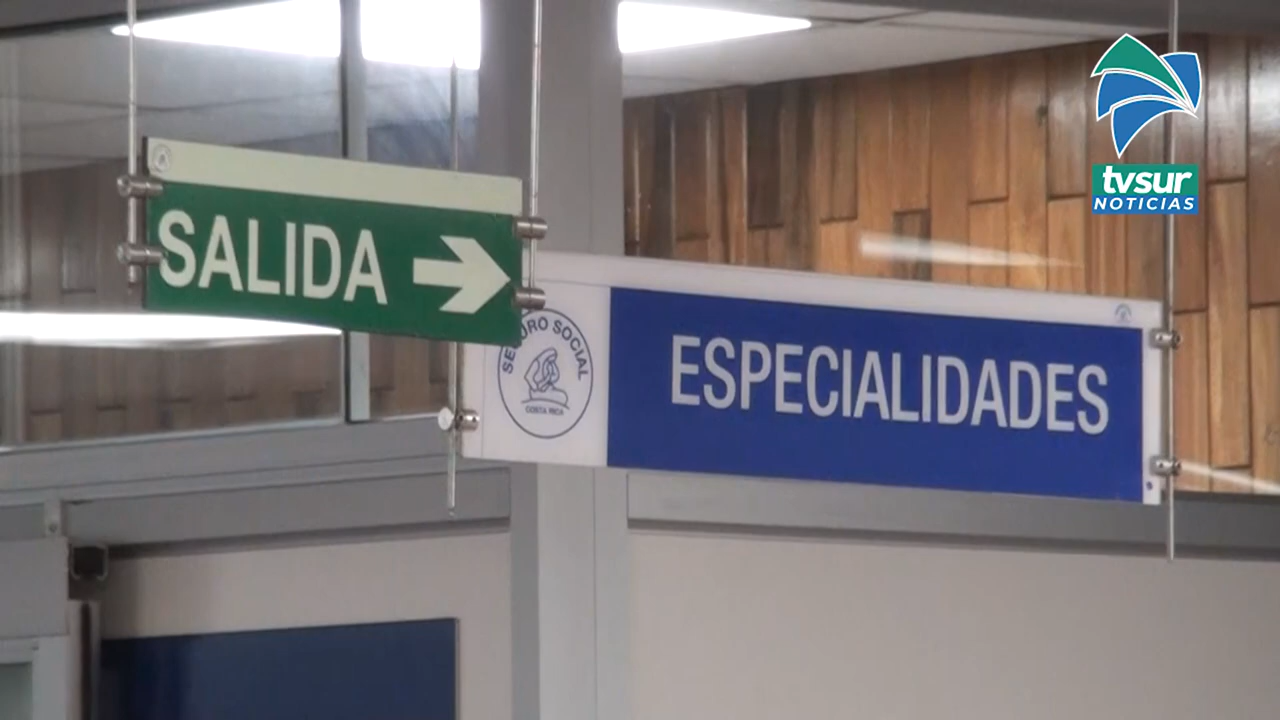 tvsur
NOTICIAS
SALIDA
SEGURO SOCIAL
COSTA RICA
ESPECIALIDADES